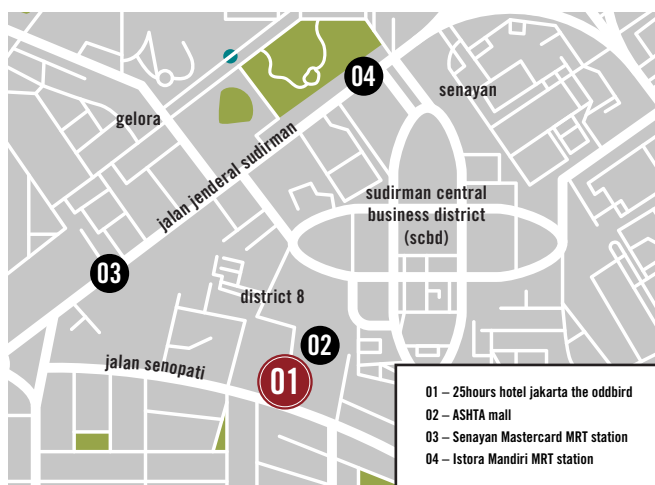 04
senayan
gelora
jalan jenderal sudirman
sudirman central
business district
(scbd)
03
district 8
02
jalan senopati
01
01 – 25hours hotel jakarta the oddbird
02 – ASHTA mall
03 – Senayan Mastercard MRT station
04 – Istora Mandiri MRT station